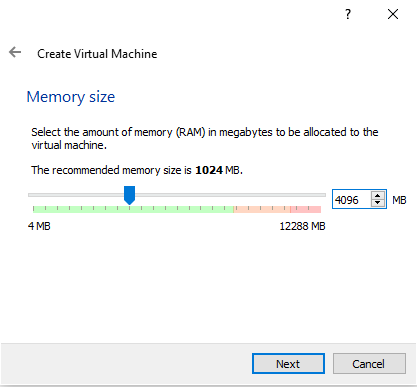 ?
Create Virtual Machine
Memory size
Select the amount of memory (RAM) in megabytes to be allocated to the
virtual machine.
The recommended memory size is 1024 MB.
4096 MB
4 MB 12288 MB
Next Cancel